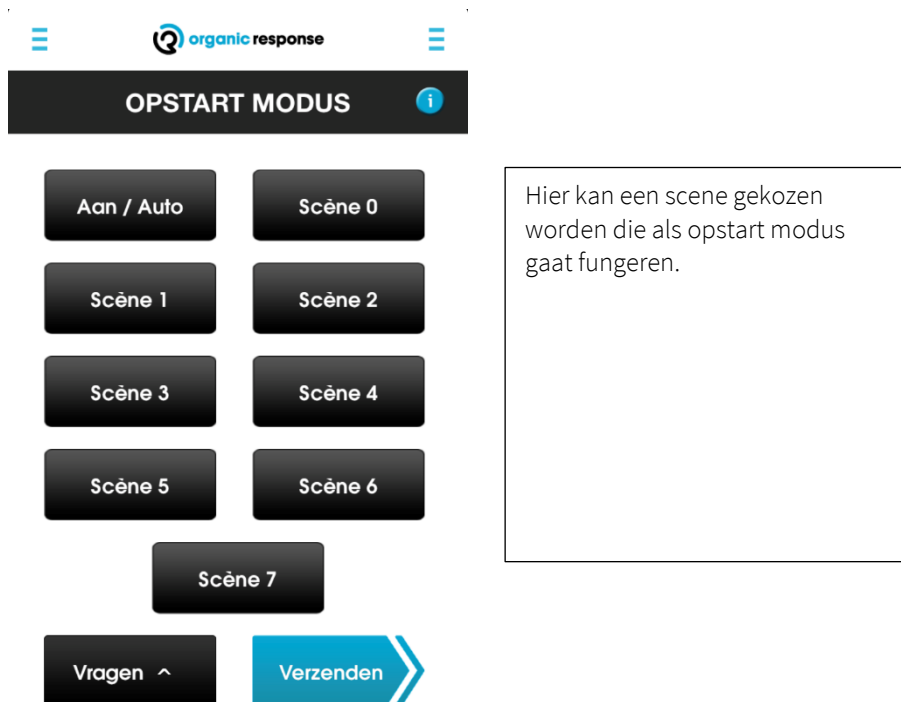 organic response
OPSTART MODUS
i
Aan / Auto
Scène 0
Scène 1
Scène 2
Scène 3
Scène 4
Scène 5
Scène 6
Scène 7
Vragen ^
Verzenden
Hier kan een scene gekozen
worden die als opstart modus
gaat fungeren.